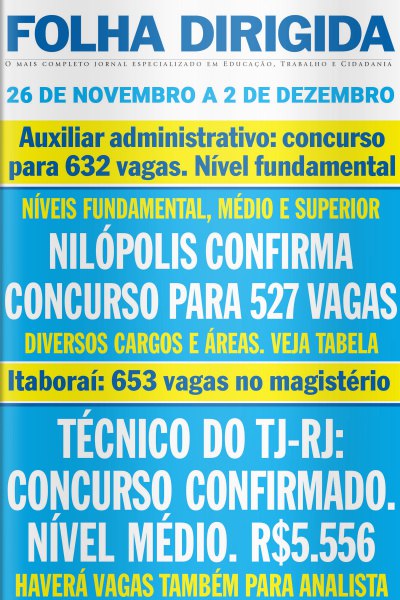 FOLHA DIRIGIDA
O MAIS COMPLETO JORNAL ESPECIALIZADO EM EDUCAÇÃO, TRABALHO E CIDADANIA
26 DE NOVEMBRO A 2 DE DEZEMBRO
Auxiliar administrativo: concurso
para 632 vagas. Nível fundamental
NÍVEIS FUNDAMENTAL, MÉDIO E SUPERIOR
NILÓPOLIS CONFIRMA
CONCURSO PARA 527 VAGAS
DIVERSOS CARGOS E ÁREAS. VEJA TABELA
Itaboraí: 653 vagas no magistério
TÉCNICO DO TJ-RJ:
CONCURSO CONFIRMADO.
NÍVEL MÉDIO. R$5.556
HAVERÁ VAGAS TAMBÉM PARA ANALISTA